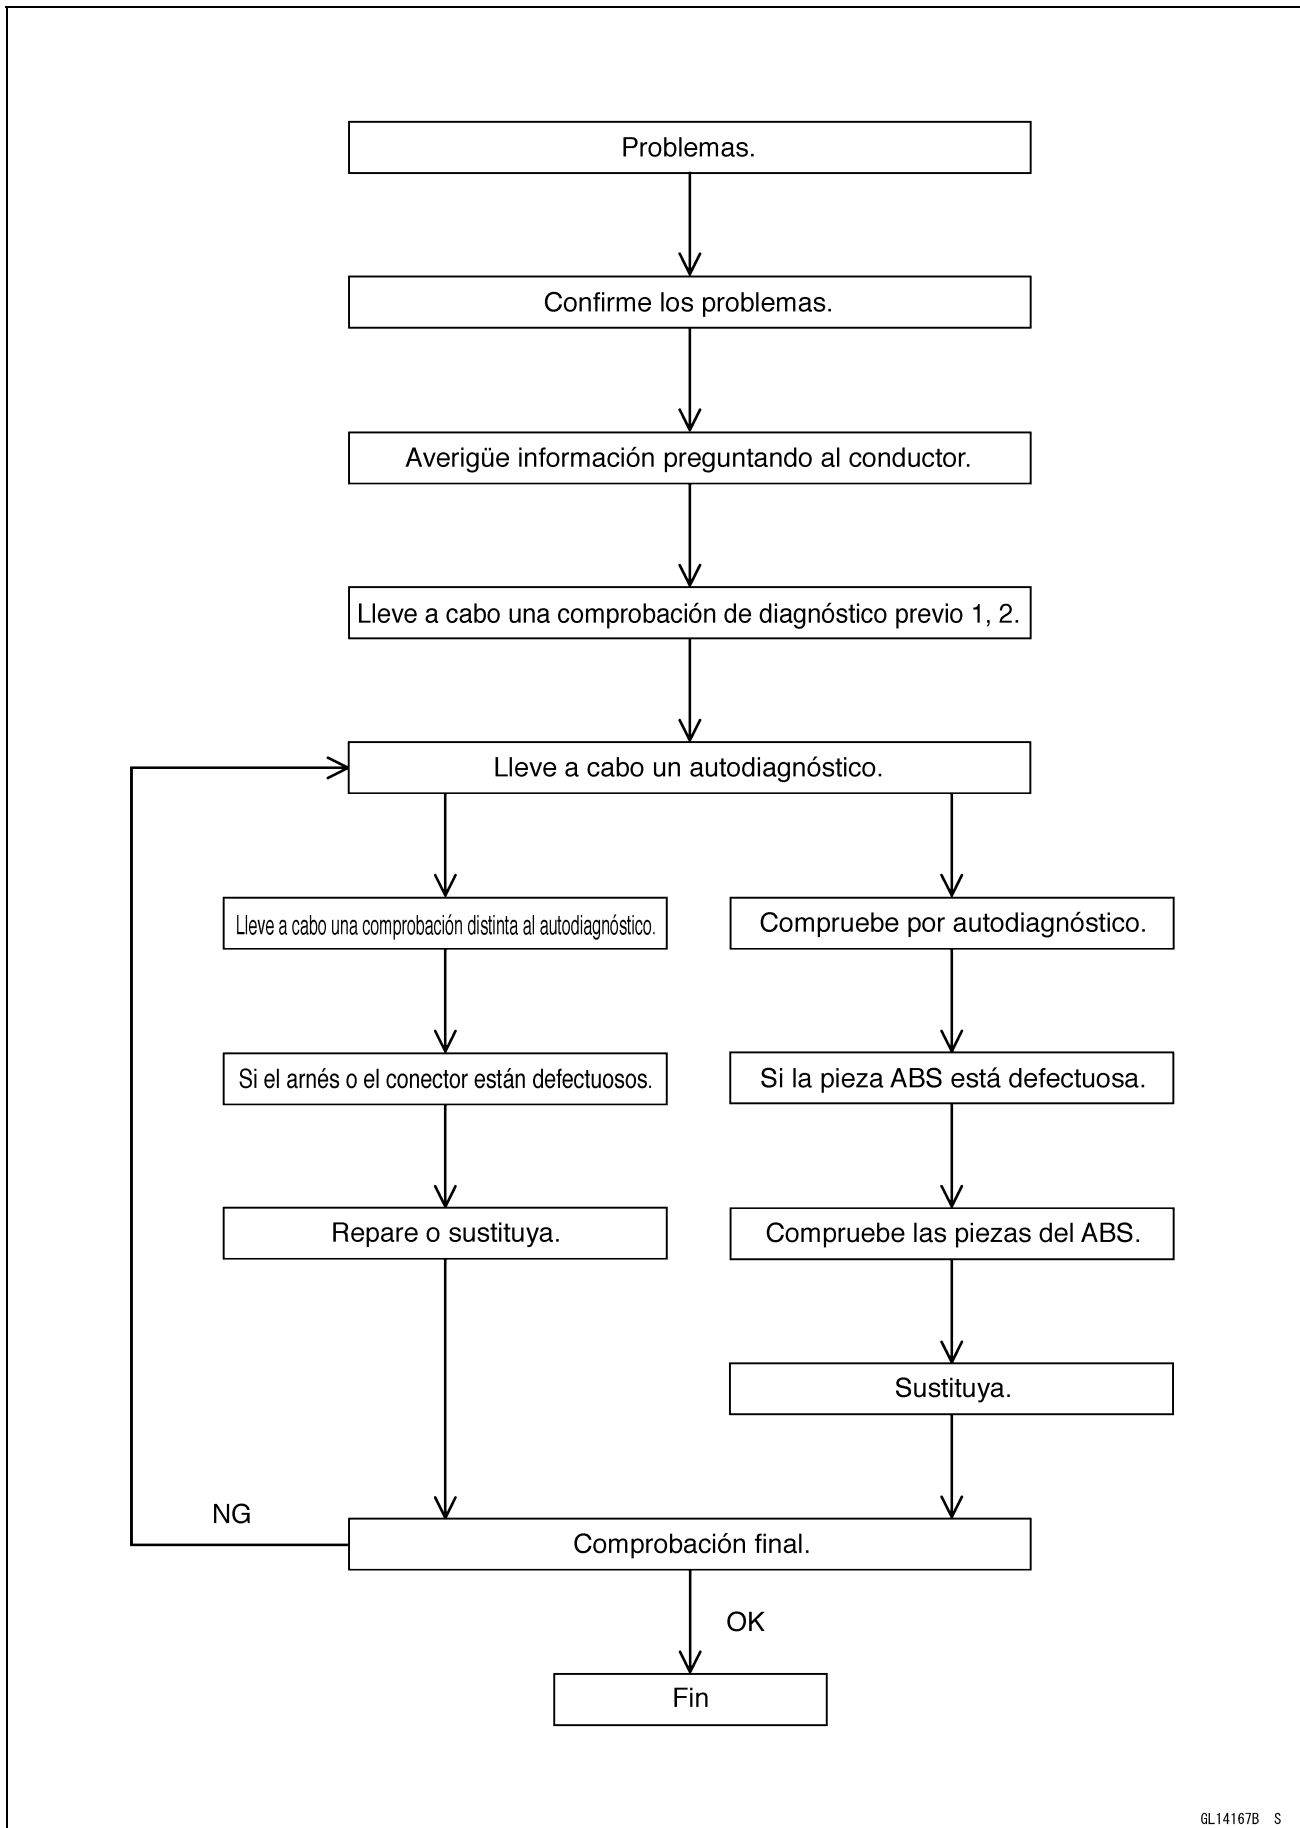 Problemas.
Confirme los problemas.
Averigüe información preguntando al conductor.
Lleve a cabo una comprobación de diagnóstico previo 1, 2.
Lleve a cabo un autodiagnóstico.
Lleve a cabo una comprobación distinta al autodiagnóstico.
Compruebe por autodiagnóstico.
Si el arnés o el conector están defectuosos.
Si la pieza ABS está defectuosa.
Repare o sustituya.
Compruebe las piezas del ABS.
Sustituya.
NG
Comprobación final.
OK
Fin
GL14167B S